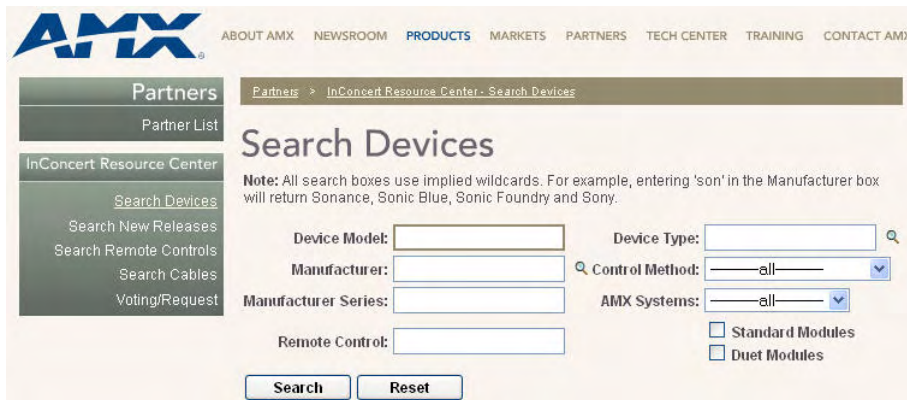 AMX
ABOUT AMX NEWSROOM PRODUCTS MARKETS PARTNERS TECH CENTER TRAINING CONTACT AMX
Partners
Partner List
InConcert Resource Center
Search Devices
Search New Releases
Search Remote Controls
Search Cables
Voting/Request
Partners > InConcert Resource Center - Search Devices
Search Devices
Note: All search boxes use implied wildcards. For example, entering 'son' in the Manufacturer box
will return Sonance, Sonic Blue, Sonic Foundry and Sony.
Device Model: Device Type:
Manufacturer: Control Method: ———all———
Manufacturer Series: AMX Systems: ———all———
Remote Control: Standard Modules
Duet Modules
Search Reset